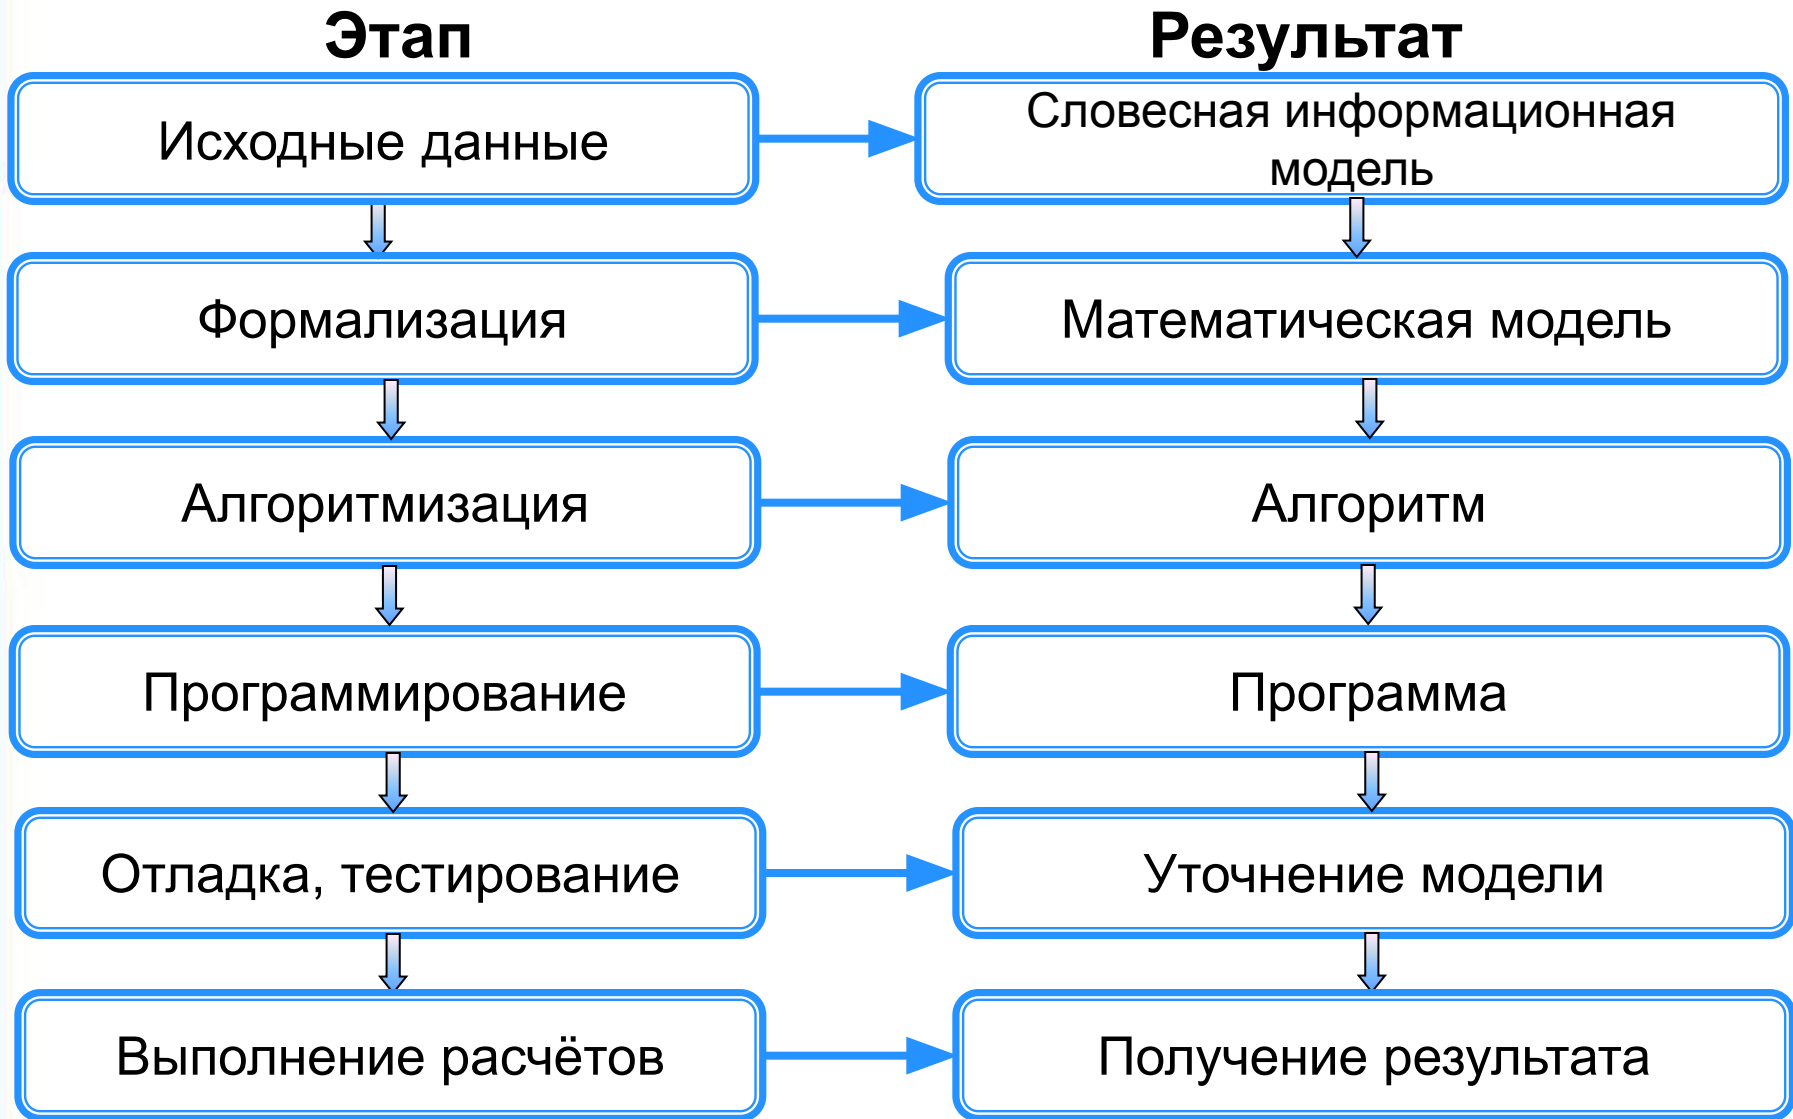 Этап
Результат
Исходные данные
Словесная информационная
модель
Формализация
Математическая модель
Алгоритмизация
Алгоритм
Программирование
Программа
Отладка, тестирование
Уточнение модели
Выполнение расчётов
Получение результата